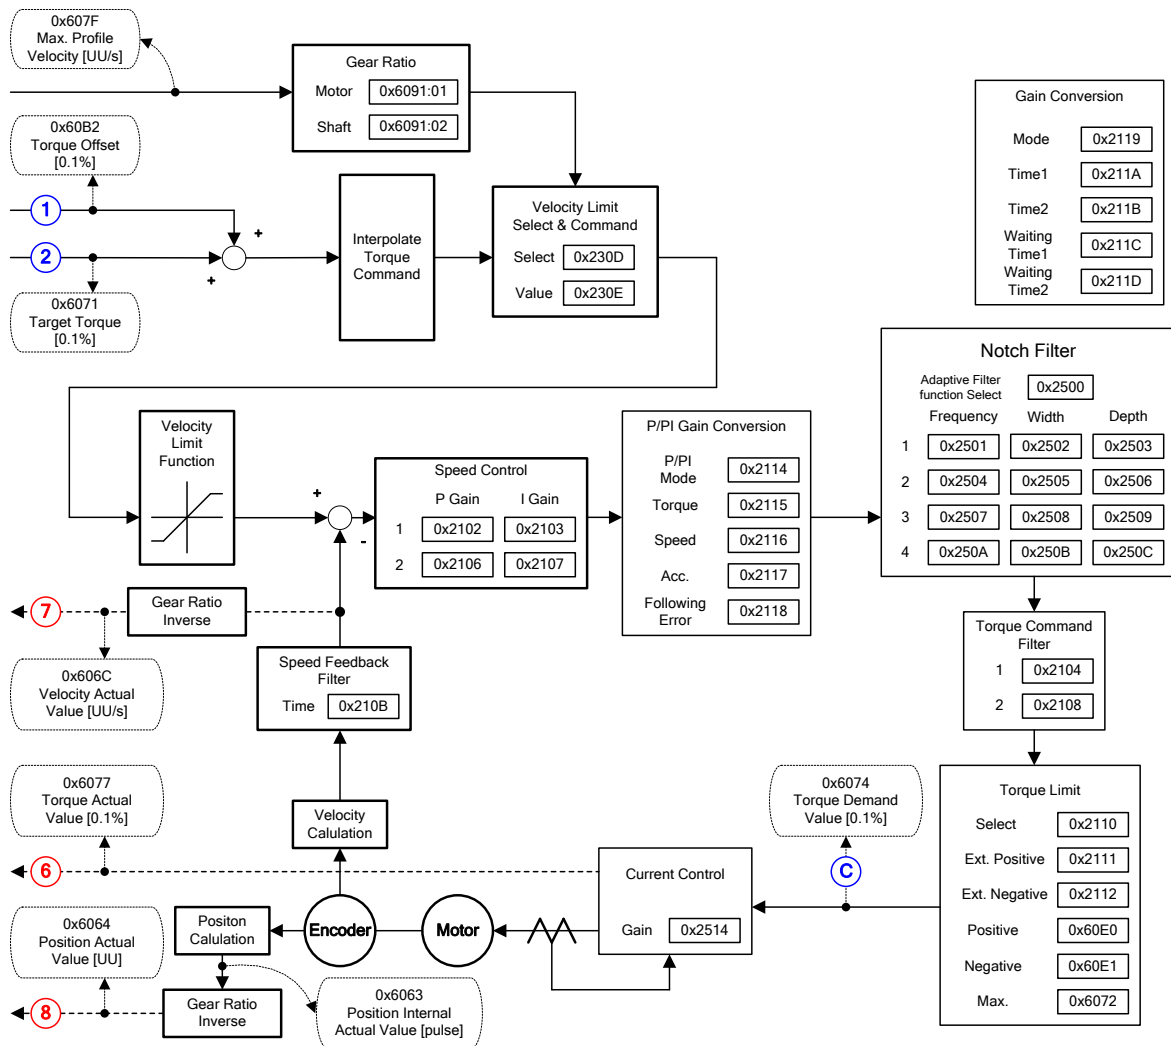 0x607F
Max. Profile
Velocity [UU/s]
Gear Ratio
Motor 0x6091:01
Shaft 0x6091:02
Gain Conversion
Mode 0x2119
Time1 0x211A
Time2 0x211B
Waiting
Time1 0x211C
Waiting
Time2 0x211D
0x60B2
Torque Offset
[0.1%]
1
+
2
+
0x6071
Target Torque
[0.1%]
Interpolate
Torque
Command
Velocity Limit
Select & Command
Select 0x230D
Value 0x230E
Notch Filter
Adaptive Filter
function Select 0x2500
Frequency Width Depth
1 0x2501 0x2502 0x2503
2 0x2504 0x2505 0x2506
3 0x2507 0x2508 0x2509
4 0x250A 0x250B 0x250C
Velocity
Limit
Function
+
-
Speed Control
P Gain I Gain
1 0x2102 0x2103
2 0x2106 0x2107
P/PI Gain Conversion
P/PI
Mode 0x2114
Torque 0x2115
Speed 0x2116
Acc. 0x2117
Following
Error 0x2118
7
Gear Ratio
Inverse
0x606C
Velocity Actual
Value [UU/s]
Speed Feedback
Filter
Time 0x210B
Torque Command
Filter
1 0x2104
2 0x2108
0x6077
Torque Actual
Value [0.1%]
Velocity
Calulation
0x6074
Torque Demand
Value [0.1%]
Torque Limit
Select 0x2110
Ext. Positive 0x2111
Ext. Negative 0x2112
Positive 0x60E0
Negative 0x60E1
Max. 0x6072
6
C
Current Control
Gain 0x2514
0x6064
Position Actual
Value [UU]
Positon
Calulation
Encoder
Motor
8
Gear Ratio
Inverse
0x6063
Position Internal
Actual Value [pulse]